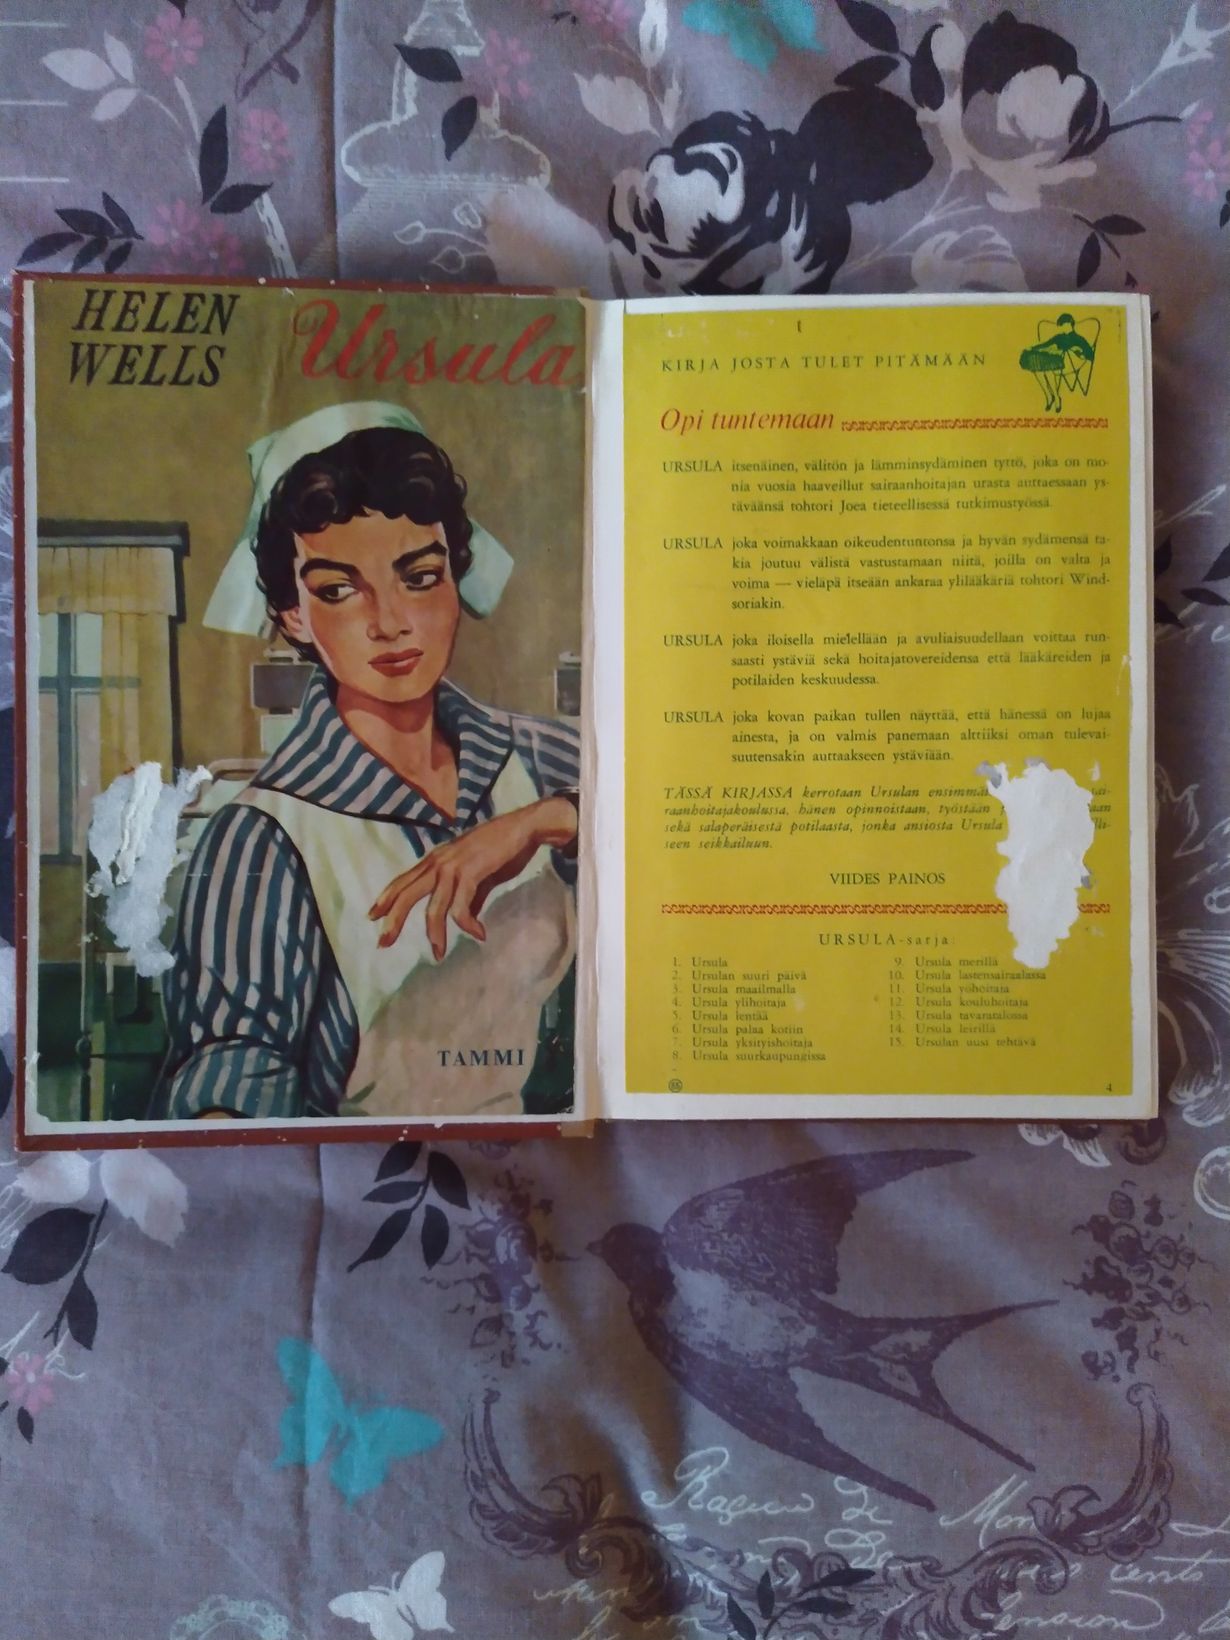 HELEN
WELLS
Ursula
TAMMI
KIRJA JOSTA TULET PITÄMÄÄN
Opi tuntemaan
URSULA itsenäinen, välitön ja lämminsydäminen tyttö, joka on mo-
nia vuosia haaveillut sairaanhoitajan urasta auttaessaan ys-
täväänsä tohtori Joea tieteellisessä tutkimustyössä.
URSULA joka voimakkaan oikeudentuntonsa ja hyvän sydämensä ta-
kia joutuu välistä vastustamaan niitä, joilla on valta ja
voima — vieläpä itseään ankaraa ylilääkäriä tohtori Wind-
soriakin.
URSULA joka iloisella mielellään ja avuliaisuudellaan voittaa run-
saasti ystäviä sekä hoitajatovereidensa että lääkäreiden ja
potilaiden keskuudessa.
URSULA joka kovan paikan tullen näyttää, että hänessä on lujaa
ainesta, ja on valmis panemaan alttiiksi oman tulevai-
suutensakin auttaakseen ystäviään.
TÄSSÄ KIRJASSA kerrotaan Ursulan ensimmäi sai-
raanhoitajakoulussa, hänen opinnoistaan, työstään
sekä salaperäisestä potilaasta, jonka ansiosta Ursula
seen seikkailuun.
VIIDES PAINOS
URSULA-sarja:
1. Ursula
2. Ursulan suuri päivä
3. Ursula maailmalla
4. Ursula ylihoitaja
5. Ursula lentää
6. Ursula palaa kotiin
7. Ursula yksityishoitaja
8. Ursula suurkaupungissa
9. Ursula merillä
10. Ursula lastensairaalassa
11. Ursula yöhoitaja
12. Ursula kouluhoitaja
13. Ursula tavaratalossa
14. Ursula leirillä
15. Ursulan uusi tehtävä
4